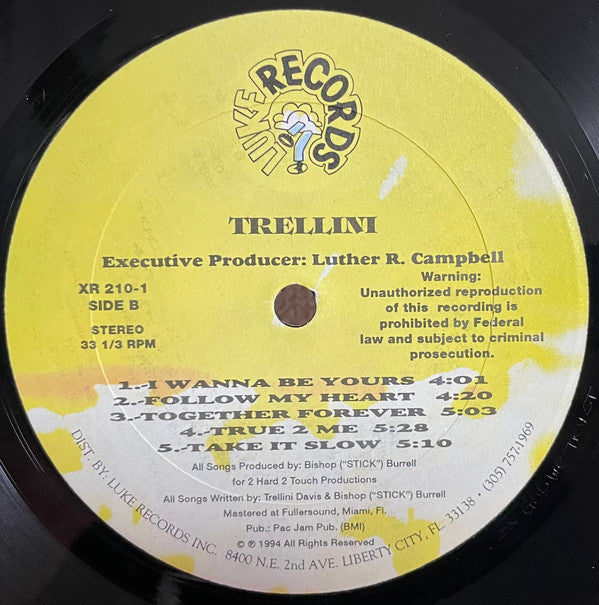 LUKE RECORDS
TRELLINI
Executive Producer: Luther R. Campbell
XR 210-1
SIDE B
STEREO
33 1/3 RPM
Warning:
Unauthorized reproduction
of this recording is
prohibited by Federal
law and subject to criminal
prosecution.
1.-I WANNA BE YOURS 4:01
2.-FOLLOW MY HEART 4:20
3.-TOGETHER FOREVER 5:03
4.-TRUE 2 ME 5:28
5.-TAKE IT SLOW 5:10
All Songs Produced by: Bishop ("STICK") Burrell
for 2 Hard 2 Touch Productions
All Songs Written by: Trellini Davis & Bishop ("STICK") Burrell
Mastered at Fullersound, Miami, Fl.
Pub.: Pac Jam Pub. (BMI)
© ℗ 1994 All Rights Reserved
DIST. BY: LUKE RECORDS INC. 8400 N.E. 2nd AVE. LIBERTY CITY, FL. 33138 • (305) 757-1969